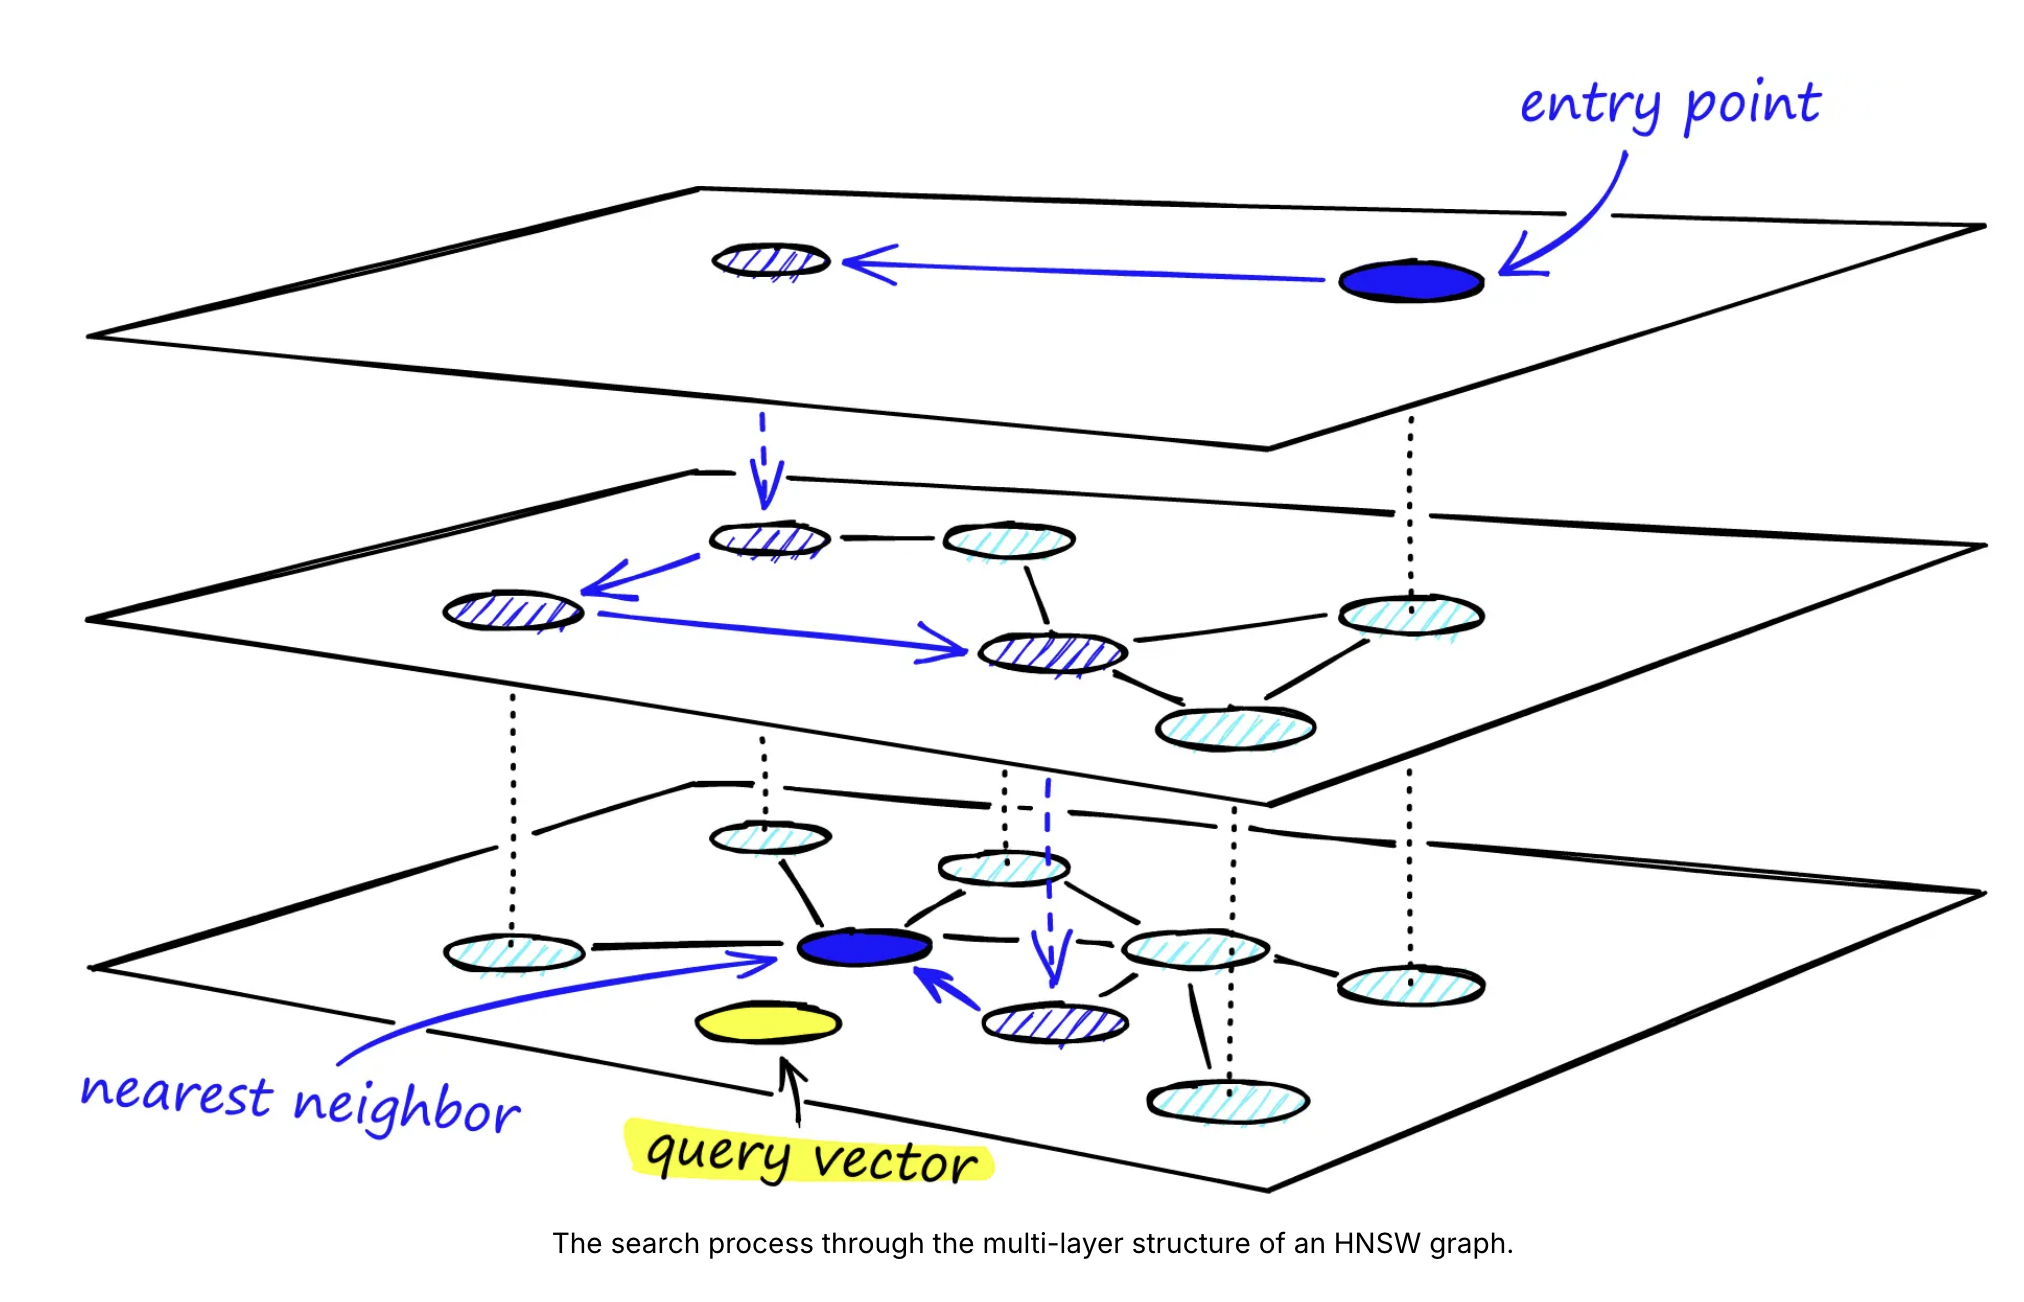 entry point
nearest neighbor
query vector
The search process through the multi-layer structure of an HNSW graph.